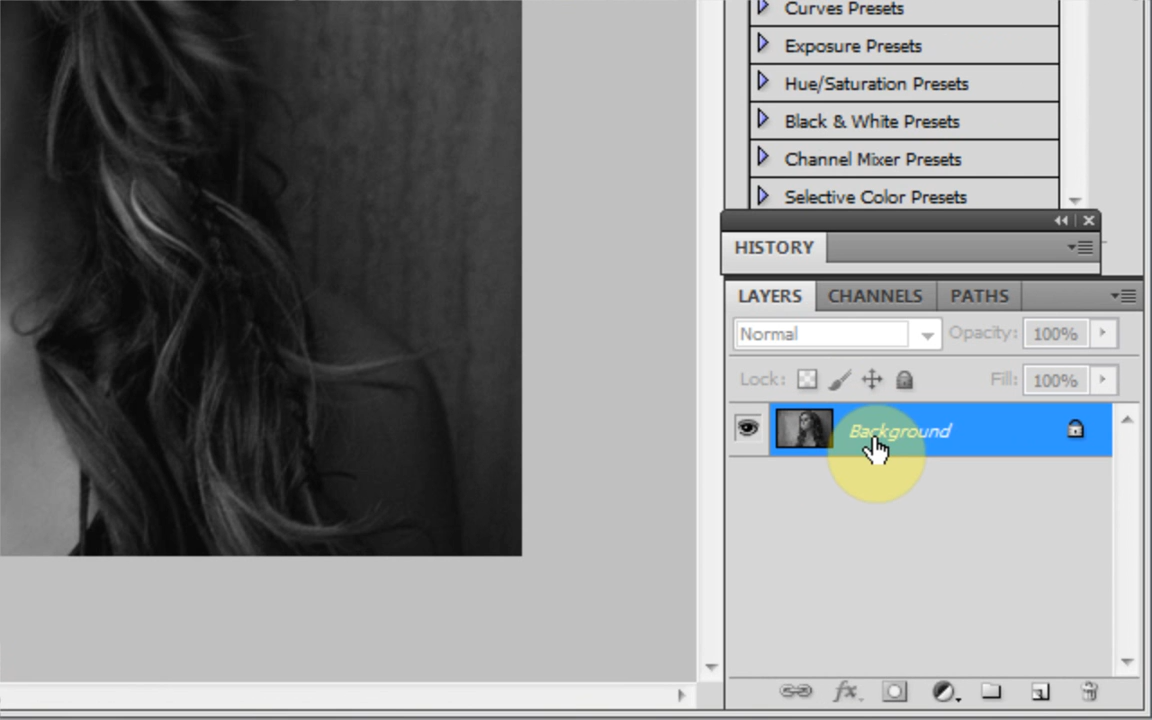 Curves Presets
Exposure Presets
Hue/Saturation Presets
Black & White Presets
Channel Mixer Presets
Selective Color Presets
HISTORY
LAYERS CHANNELS PATHS
Normal Opacity: 100%
Lock: Fill: 100%
Background
fx